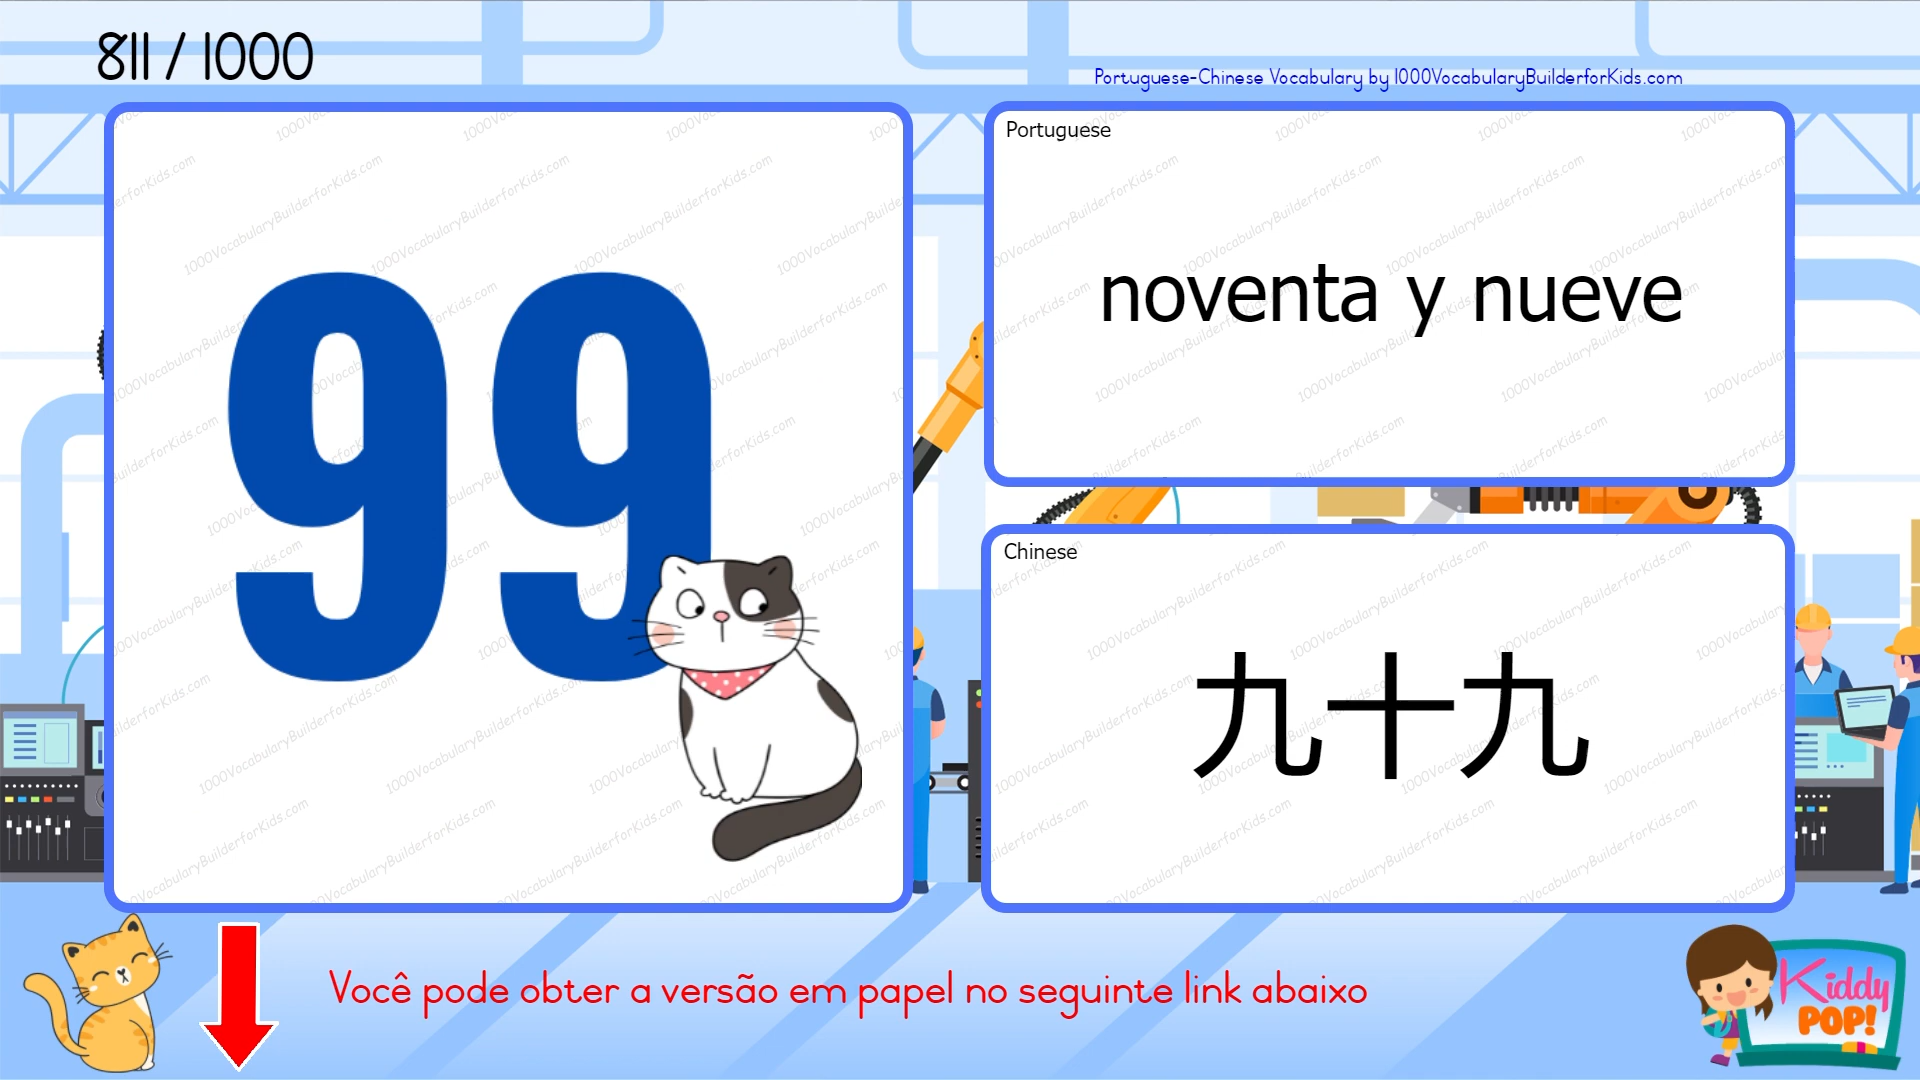 811 / 1000
Portuguese-Chinese Vocabulary by 1000VocabularyBuilderforKids.com
99
Portuguese
noventa y nueve
Chinese
九十九
Você pode obter a versão em papel no seguinte link abaixo
Kiddy
POP!